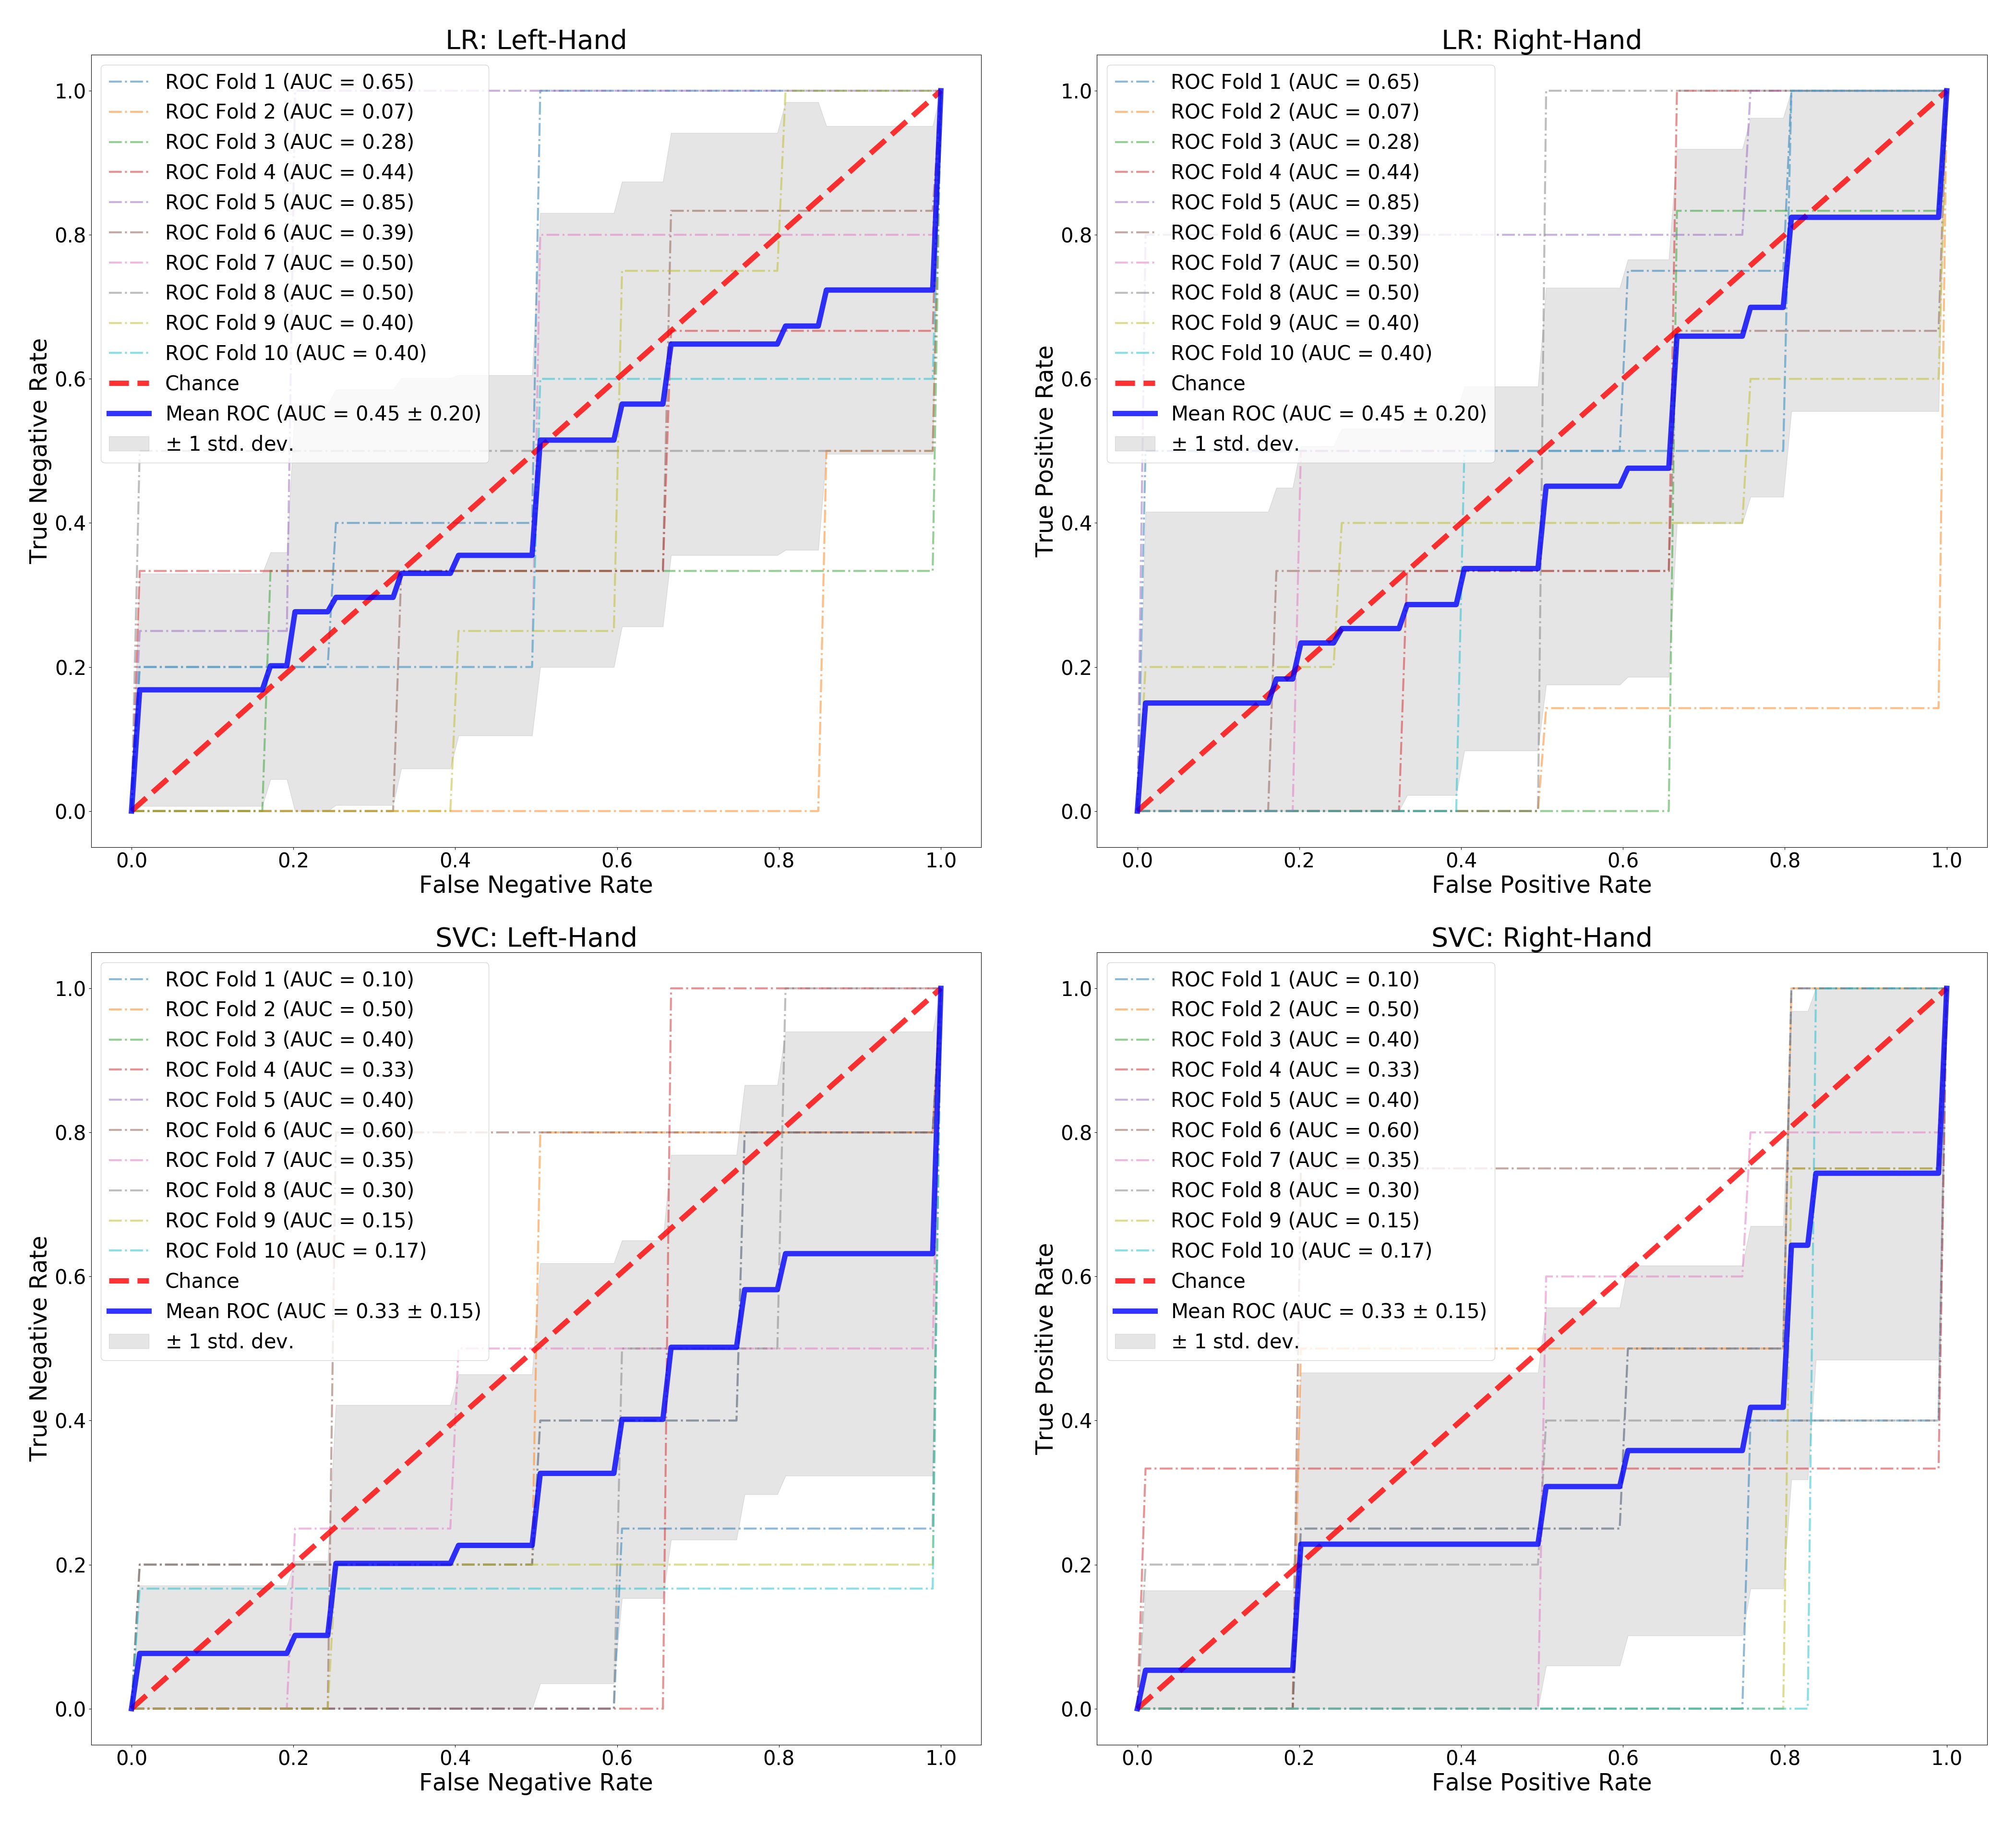 LR: Left-Hand
True Negative Rate
1.0
0.8
0.6
0.4
0.2
0.0
ROC Fold 1 (AUC = 0.65)
ROC Fold 2 (AUC = 0.07)
ROC Fold 3 (AUC = 0.28)
ROC Fold 4 (AUC = 0.44)
ROC Fold 5 (AUC = 0.85)
ROC Fold 6 (AUC = 0.39)
ROC Fold 7 (AUC = 0.50)
ROC Fold 8 (AUC = 0.50)
ROC Fold 9 (AUC = 0.40)
ROC Fold 10 (AUC = 0.40)
Chance
Mean ROC (AUC = 0.45 ± 0.20)
± 1 std. dev.
0.0 0.2 0.4 0.6 0.8 1.0
False Negative Rate
LR: Right-Hand
True Positive Rate
1.0
0.8
0.6
0.4
0.2
0.0
ROC Fold 1 (AUC = 0.65)
ROC Fold 2 (AUC = 0.07)
ROC Fold 3 (AUC = 0.28)
ROC Fold 4 (AUC = 0.44)
ROC Fold 5 (AUC = 0.85)
ROC Fold 6 (AUC = 0.39)
ROC Fold 7 (AUC = 0.50)
ROC Fold 8 (AUC = 0.50)
ROC Fold 9 (AUC = 0.40)
ROC Fold 10 (AUC = 0.40)
Chance
Mean ROC (AUC = 0.45 ± 0.20)
± 1 std. dev.
0.0 0.2 0.4 0.6 0.8 1.0
False Positive Rate
SVC: Left-Hand
True Negative Rate
1.0
0.8
0.6
0.4
0.2
0.0
ROC Fold 1 (AUC = 0.10)
ROC Fold 2 (AUC = 0.50)
ROC Fold 3 (AUC = 0.40)
ROC Fold 4 (AUC = 0.33)
ROC Fold 5 (AUC = 0.40)
ROC Fold 6 (AUC = 0.60)
ROC Fold 7 (AUC = 0.35)
ROC Fold 8 (AUC = 0.30)
ROC Fold 9 (AUC = 0.15)
ROC Fold 10 (AUC = 0.17)
Chance
Mean ROC (AUC = 0.33 ± 0.15)
± 1 std. dev.
0.0 0.2 0.4 0.6 0.8 1.0
False Negative Rate
SVC: Right-Hand
True Positive Rate
1.0
0.8
0.6
0.4
0.2
0.0
ROC Fold 1 (AUC = 0.10)
ROC Fold 2 (AUC = 0.50)
ROC Fold 3 (AUC = 0.40)
ROC Fold 4 (AUC = 0.33)
ROC Fold 5 (AUC = 0.40)
ROC Fold 6 (AUC = 0.60)
ROC Fold 7 (AUC = 0.35)
ROC Fold 8 (AUC = 0.30)
ROC Fold 9 (AUC = 0.15)
ROC Fold 10 (AUC = 0.17)
Chance
Mean ROC (AUC = 0.33 ± 0.15)
± 1 std. dev.
0.0 0.2 0.4 0.6 0.8 1.0
False Positive Rate